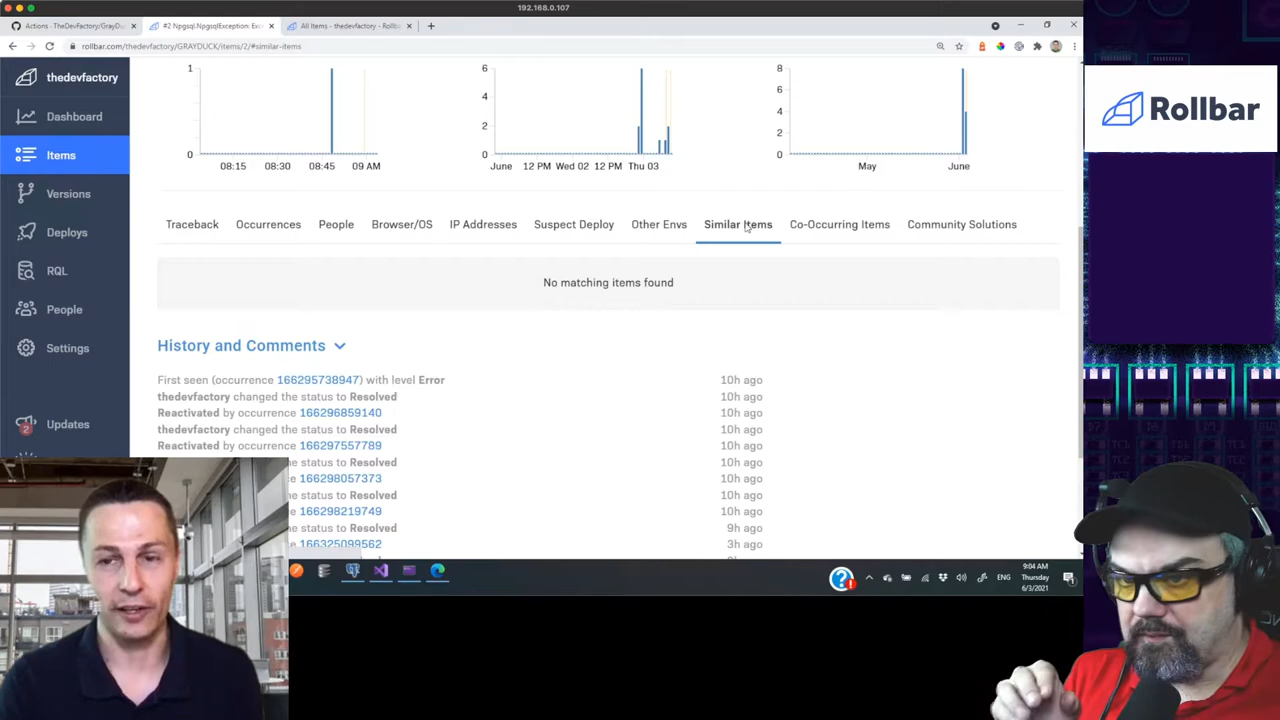 192.168.0.107
Actions · TheDevFactory/GrayDu
#2 Npgsql.NpgsqlException: Exc
All Items - thedevfactory - Rollb
rollbar.com/thedevfactory/GRAYDUCK/items/2/#similar-items
thedevfactory
Dashboard
Items
Versions
Deploys
RQL
People
Settings
Updates
2
1
0
08:15 08:30 08:45 09 AM
6
4
2
0
June 12 PM Wed 02 12 PM Thu 03
8
6
4
2
0
May June
Traceback Occurrences People Browser/OS IP Addresses Suspect Deploy Other Envs Similar Items Co-Occurring Items Community Solutions
No matching items found
History and Comments
First seen (occurrence 166295738947) with level Error 10h ago
thedevfactory changed the status to Resolved 10h ago
Reactivated by occurrence 166296859140 10h ago
thedevfactory changed the status to Resolved 10h ago
Reactivated by occurrence 166297557789 10h ago
the status to Resolved 10h ago
166298057373 10h ago
the status to Resolved 10h ago
166298219749 10h ago
the status to Resolved 9h ago
166325099562 3h ago
ENG
9:04 AM
Thursday
6/3/2021
Rollbar